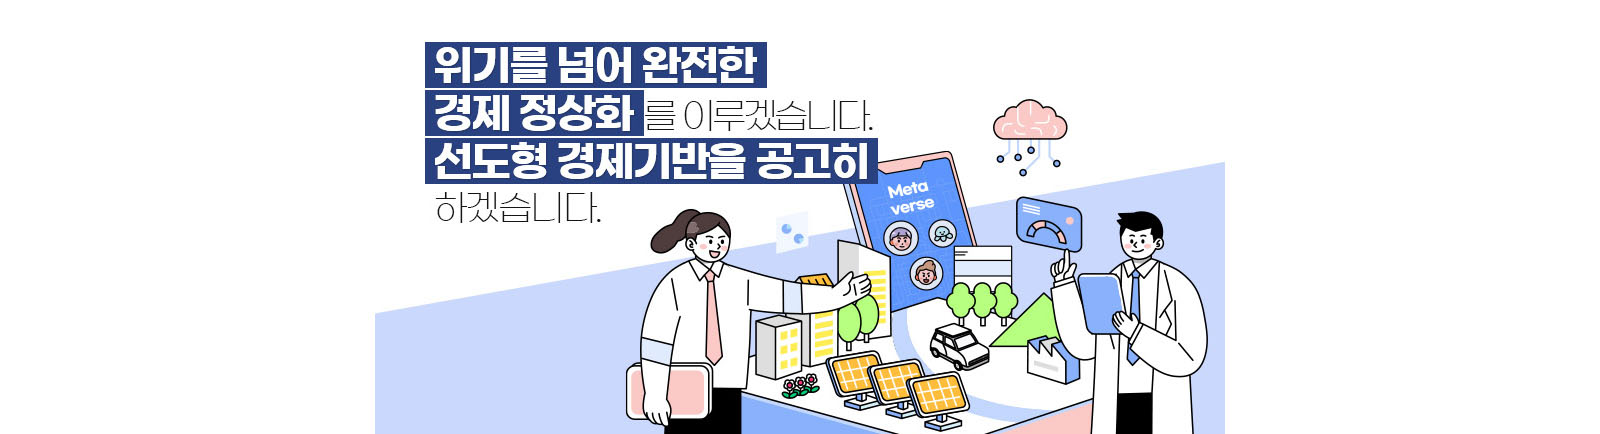 위기를 넘어 완전한
경제 정상화를 이루겠습니다.
선도형 경제기반을 공고히
하겠습니다.
Meta
verse